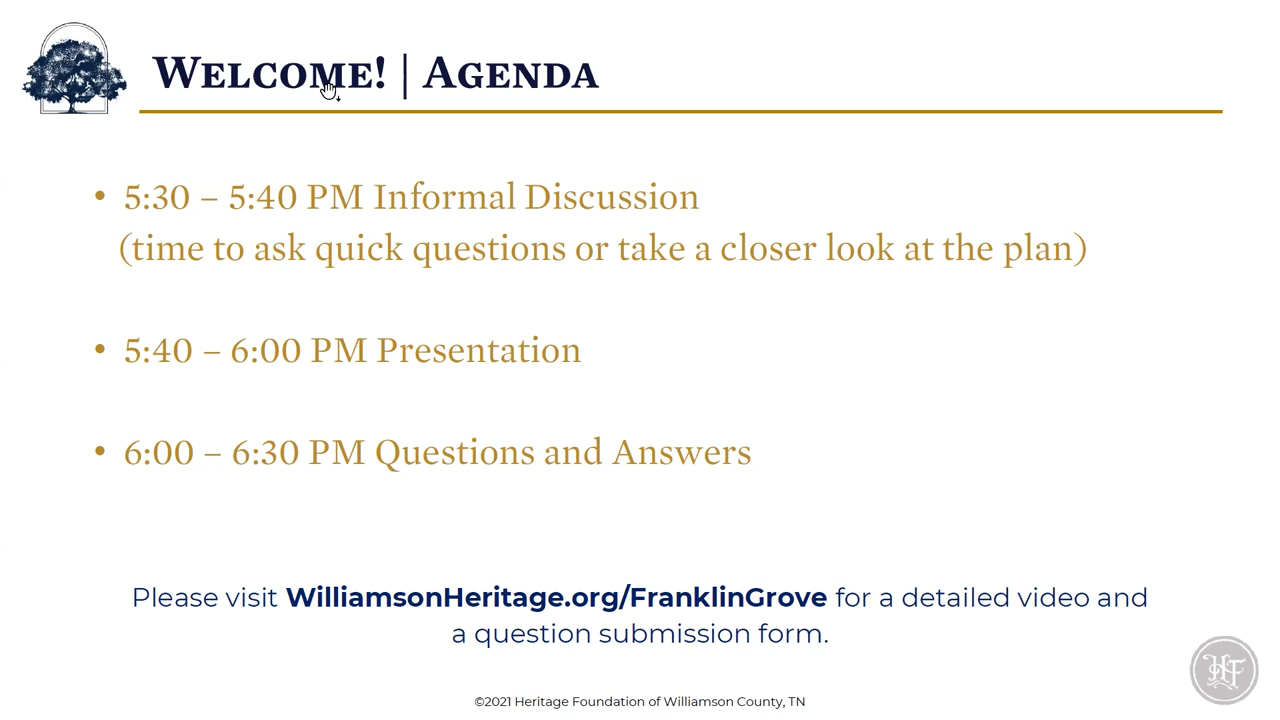 Welcome! | Agenda
• 5:30 – 5:40 PM Informal Discussion
(time to ask quick questions or take a closer look at the plan)
• 5:40 – 6:00 PM Presentation
• 6:00 – 6:30 PM Questions and Answers
Please visit WilliamsonHeritage.org/FranklinGrove for a detailed video and
a question submission form.
HF
©2021 Heritage Foundation of Williamson County, TN